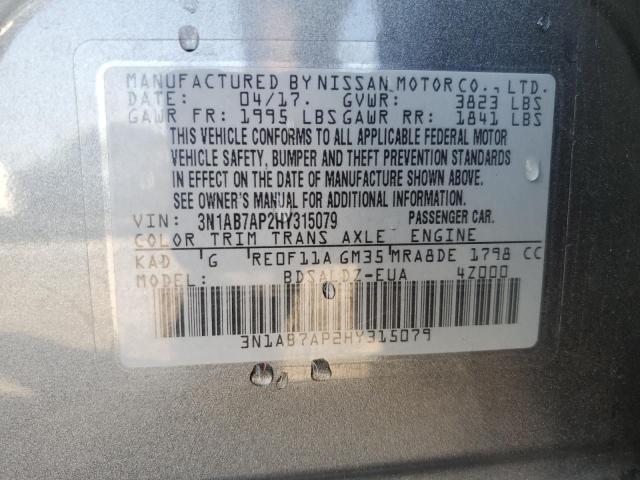 MANUFACTURED BY NISSAN MOTOR CO., LTD.
DATE: 04/17. GVWR: 3823 LBS
GAWR FR: 1995 LBS GAWR RR: 1841 LBS
THIS VEHICLE CONFORMS TO ALL APPLICABLE FEDERAL MOTOR
VEHICLE SAFETY, BUMPER AND THEFT PREVENTION STANDARDS
IN EFFECT ON THE DATE OF MANUFACTURE SHOWN ABOVE.
SEE OWNER'S MANUAL FOR ADDITIONAL INFORMATION.
VIN: 3N1AB7AP2HY315079 PASSENGER CAR.
COLOR TRIM TRANS AXLE ENGINE
KAD G RE0F11A GM35 MRA8DE 1798 CC
MODEL: BDSALDZ-EUA 4Z000
3N1AB7AP2HY315079